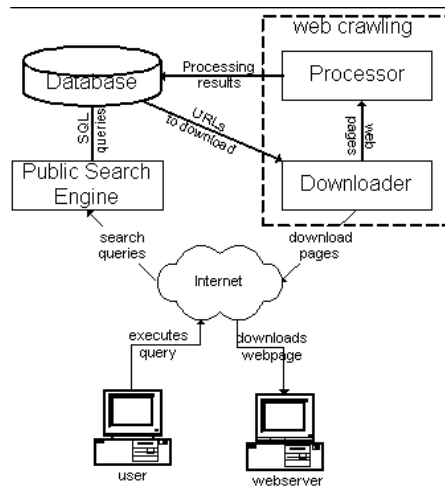 web crawling
Processing
results
Processor
Database
SQL
queries
URLs
to download
web
pages
Public Search
Engine
Downloader
search
queries
download
pages
Internet
executes
query
downloads
webpage
user
webserver